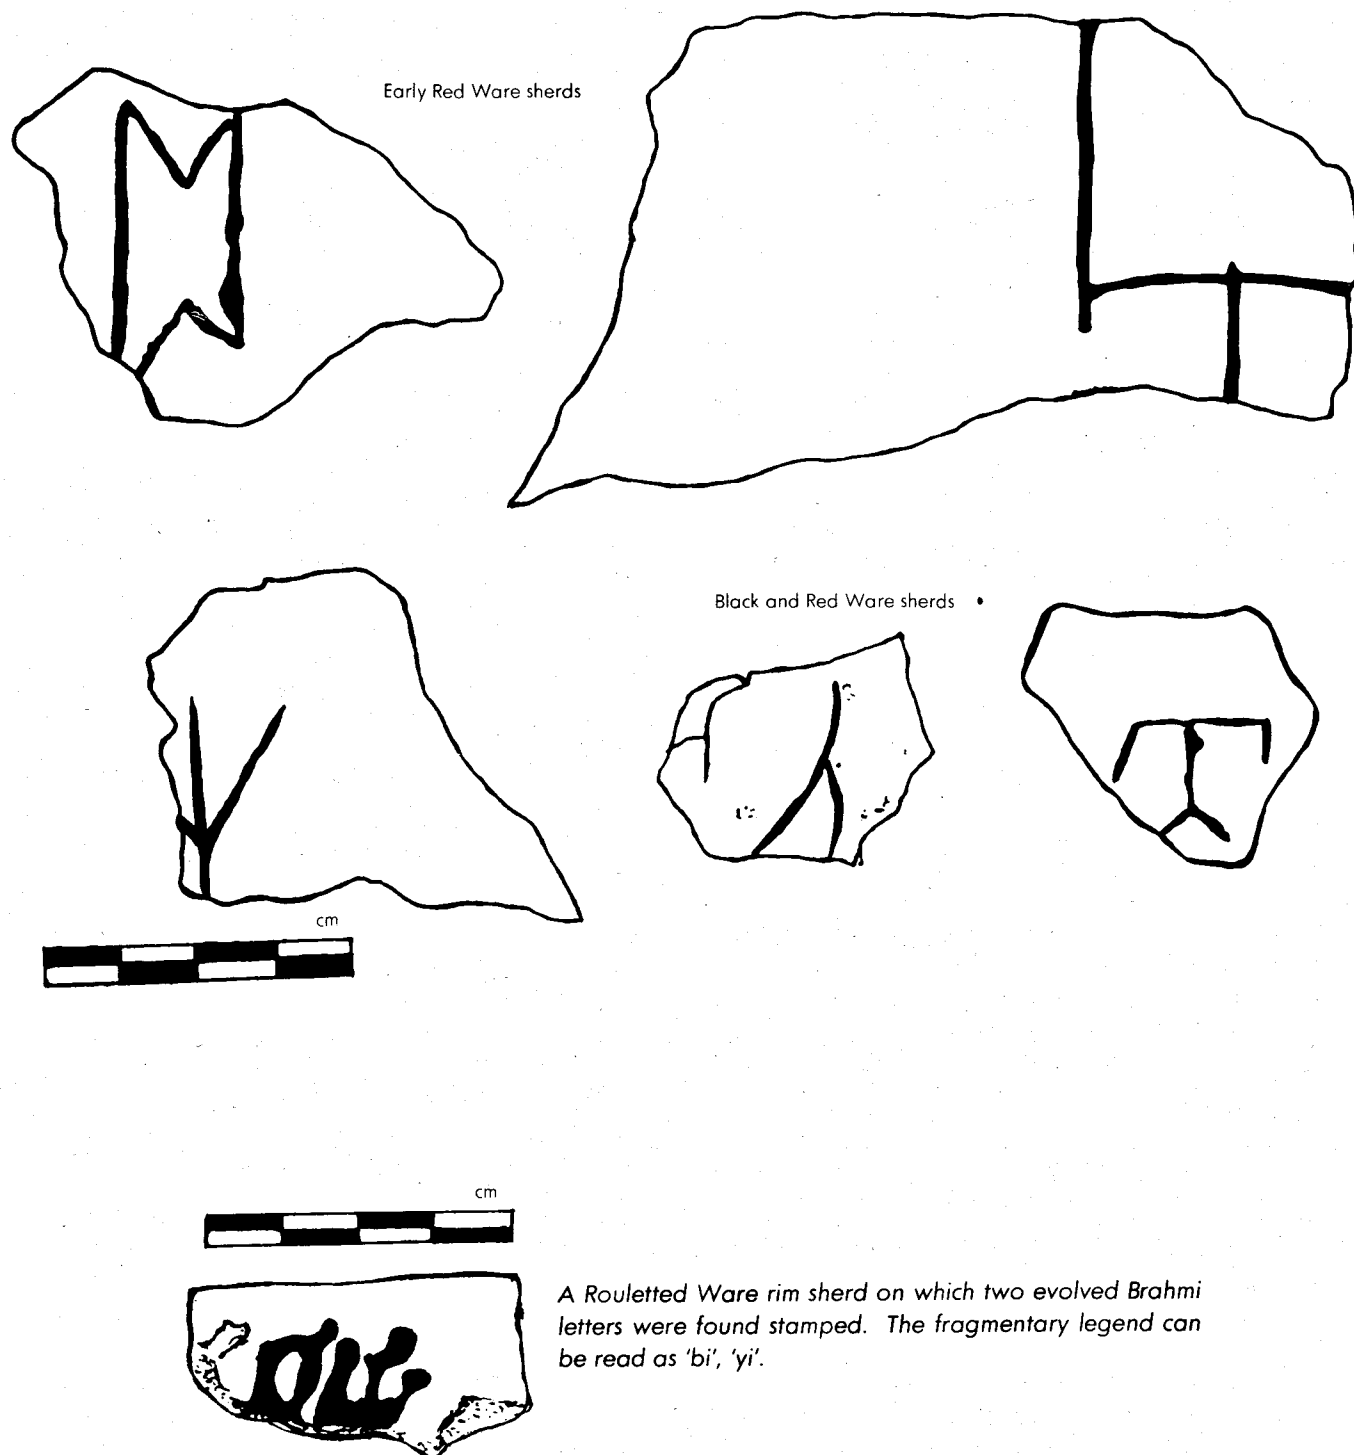 Early Red Ware sherds
Black and Red Ware sherds
cm
cm
A Rouletted Ware rim sherd on which two evolved Brahmi
letters were found stamped. The fragmentary legend can
be read as 'bi', 'yi'.